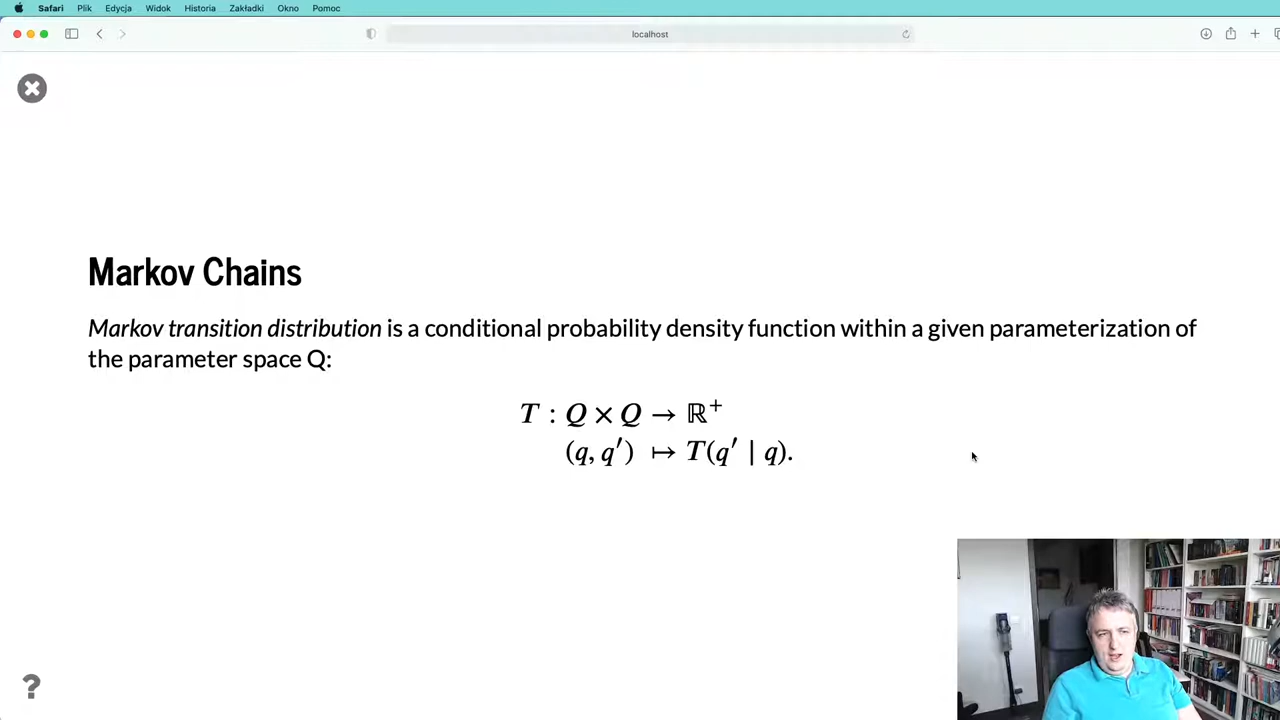 Safari Plik Edycja Widok Historia Zakładki Okno Pomoc
localhost
Markov Chains
Markov transition distribution is a conditional probability density function within a given parameterization of
the parameter space Q:
T : Q × Q → ℝ⁺
(q, q′) ↦ T(q′ | q).
?